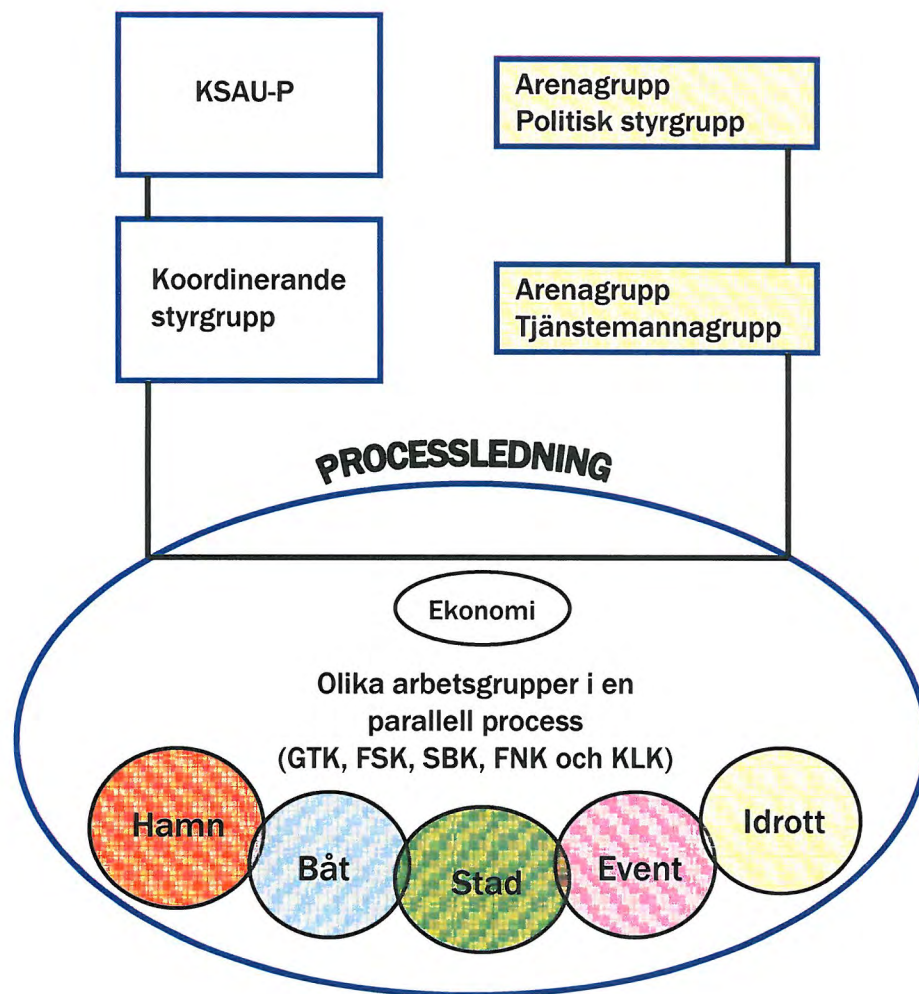 KSAU-P
Arenagrupp
Politisk styrgrupp
Koordinerande
styrgrupp
Arenagrupp
Tjänstemannagrupp
PROCESSLEDNING
Ekonomi
Olika arbetsgrupper i en
parallell process
(GTK, FSK, SBK, FNK och KLK)
Hamn
Båt
Stad
Event
Idrott